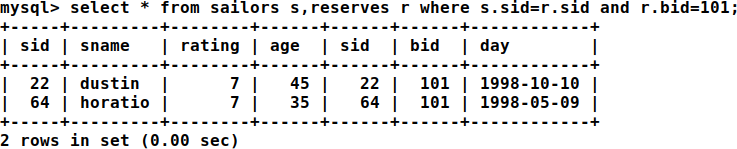 mysql> select * from sailors s,reserves r where s.sid=r.sid and r.bid=101;
+-----+---------+--------+------+------+------+------------+
| sid | sname   | rating | age  | sid  | bid  | day        |
+-----+---------+--------+------+------+------+------------+
|  22 | dustin  |      7 |   45 |   22 |  101 | 1998-10-10 |
|  64 | horatio |      7 |   35 |   64 |  101 | 1998-05-09 |
+-----+---------+--------+------+------+------+------------+
2 rows in set (0.00 sec)